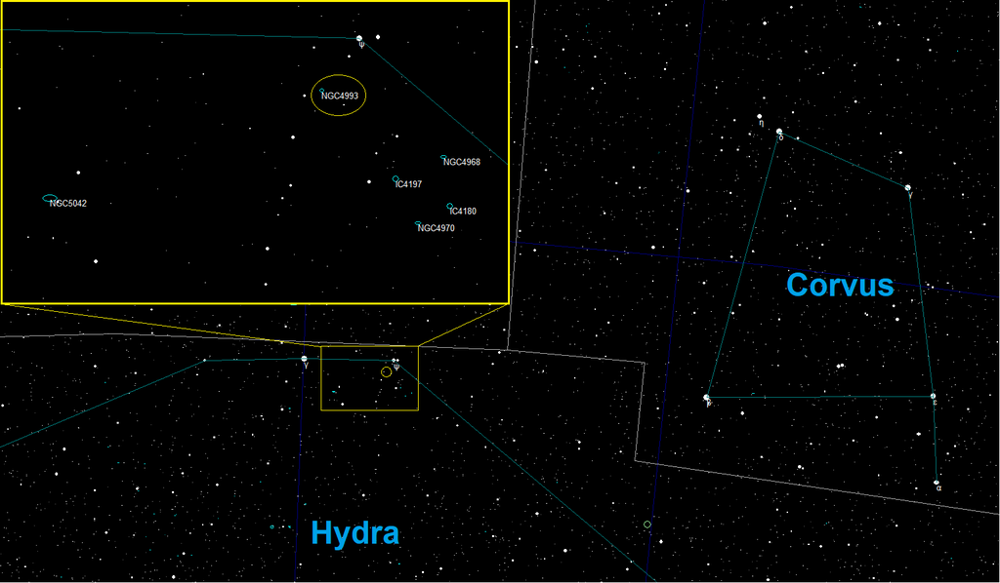 ψ
NGC4993
NGC4968
IC4197
NGC5042
IC4180
NGC4970
η
δ
γ
Corvus
γ
ψ
β
ε
α
Hydra